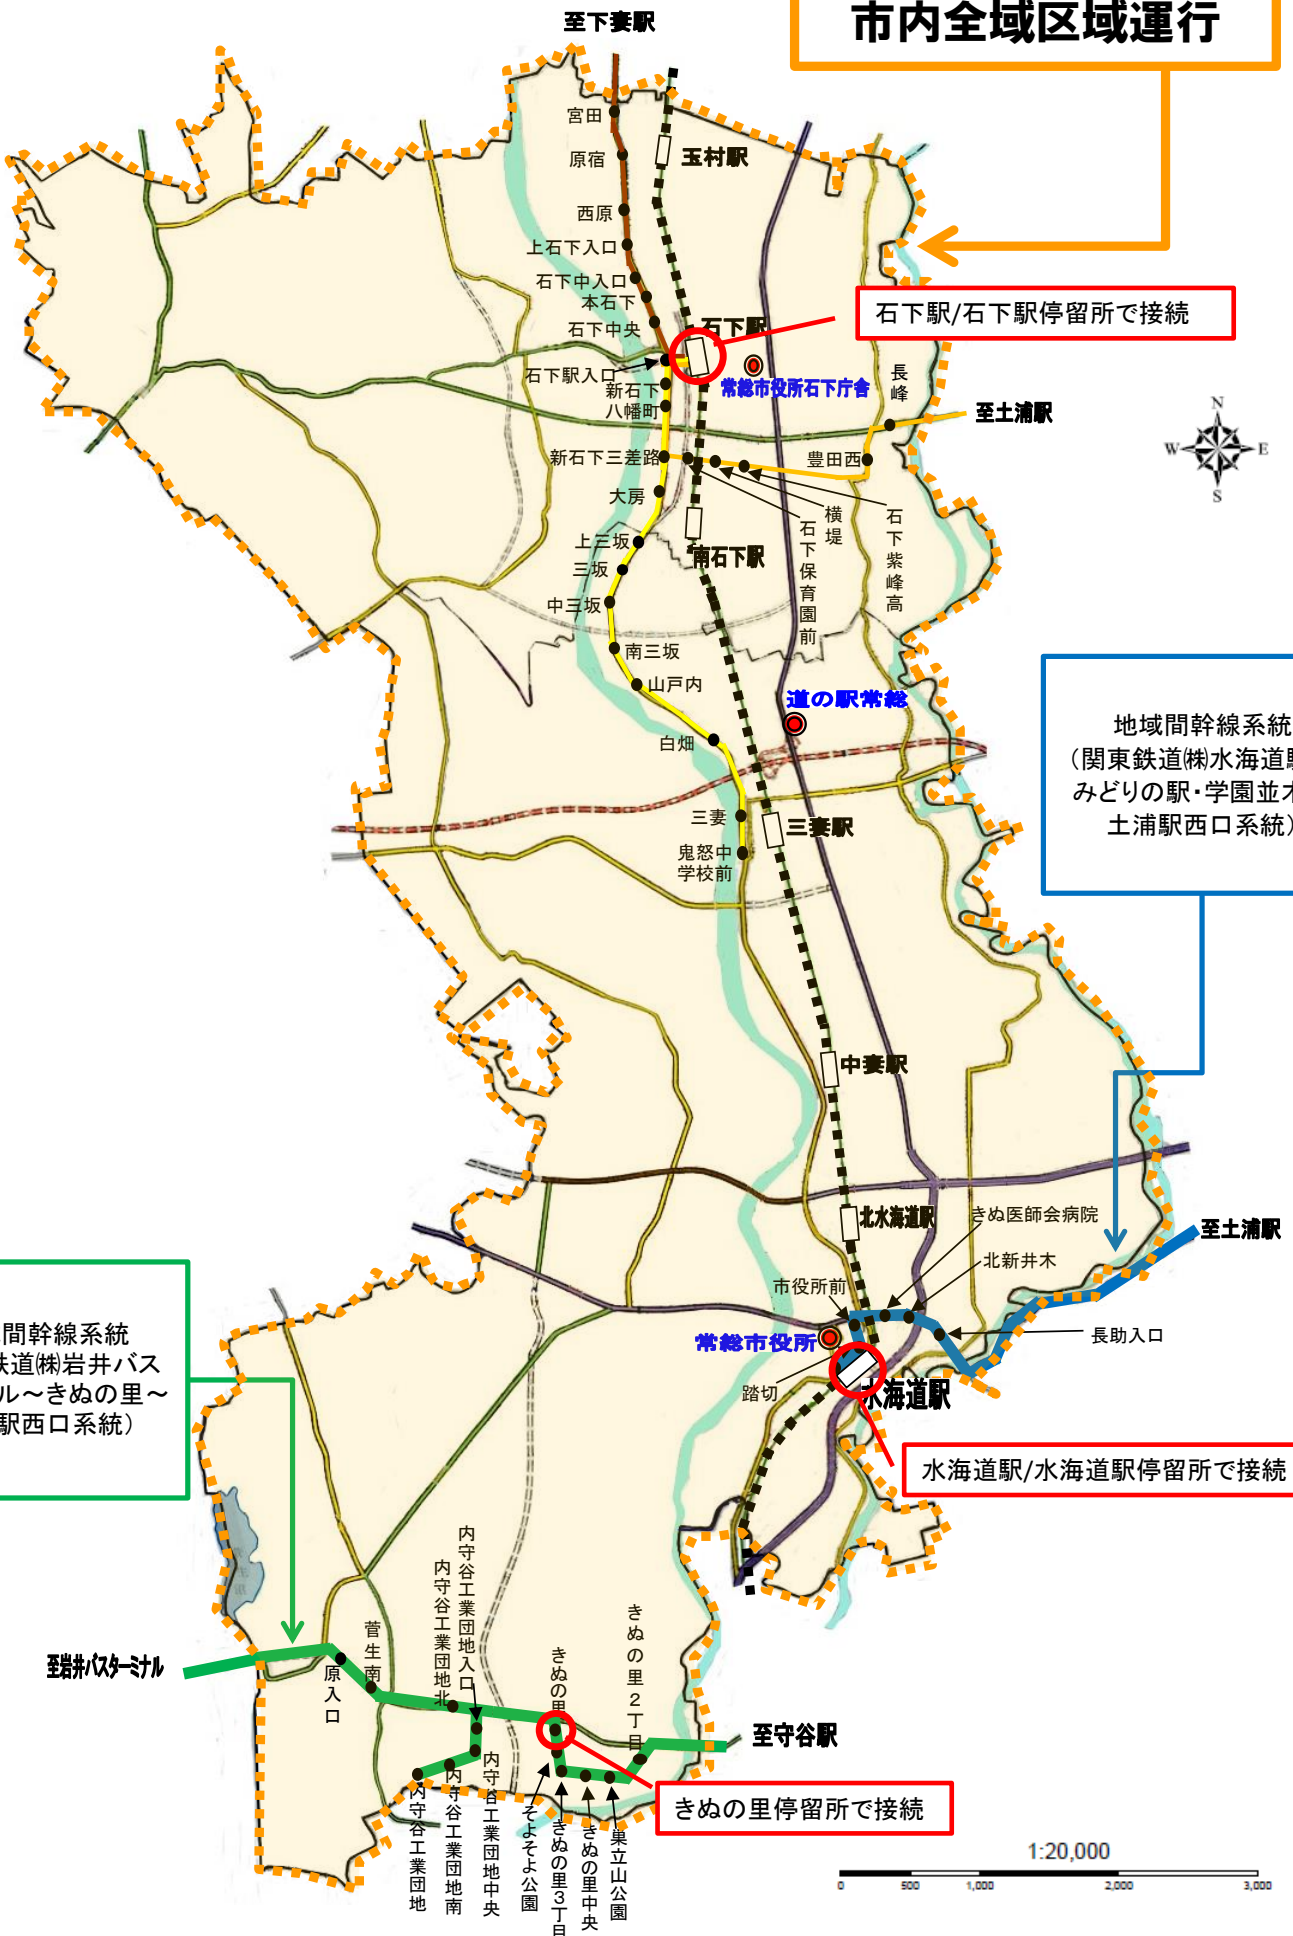 至下妻駅
市内全域区域運行
宮田
玉村駅
原宿
西原
上石下入口
石下中入口
本石下
石下中央
石下駅
石下駅/石下駅停留所で接続
石下駅入口
新石下
常総市役所石下庁舎
長峰
八幡町
至土浦駅
N
W
E
S
新石下三差路
豊田西
大房
横堤
石下紫峰高
石下保育園前
上三坂
南石下駅
三坂
中三坂
南三坂
山戸内
道の駅常総
白畑
地域間幹線系統
(関東鉄道㈱水海道駅
みどりの駅・学園並木
土浦駅西口系統)
三妻
三妻駅
鬼怒中
学校前
中妻駅
北水海道駅
きぬ医師会病院
至土浦駅
北新井木
市役所前
常総市役所
長助入口
踏切
水海道駅
間幹線系統
鉄道㈱岩井バス
ル～きぬの里～
駅西口系統)
水海道駅/水海道駅停留所で接続
内守谷工業団地入口
内守谷工業団地北
きぬの里2丁目
菅生南
きぬの里
至岩井バスターミナル
原入口
至守谷駅
内守谷工業団地中央
内守谷工業団地南
内守谷工業団地
そよそよ公園
きぬの里3丁目
きぬの里中央
巣立山公園
きぬの里停留所で接続
1:20,000
0 500 1,000 2,000 3,000